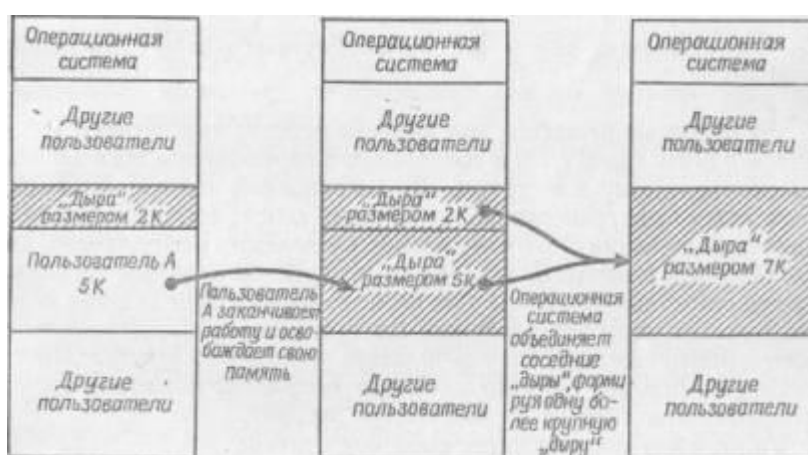 Операционная
система
Другие
пользователи
„Дыра"
размером 2К
Пользователь А
5К
Другие
пользователи
Пользователь
А заканчивает
работу и осво-
бождает свою
память
Операционная
система
Другие
пользователи
„Дыра"
размером 2К
„Дыра"
размером 5К
Другие
пользователи
Операционная
система
объединяет
соседние
„дыры", форми
руя одну бо-
лее крупную
„дыру"
Операционная
система
Другие
пользователи
„Дыра"
размером 7К
Другие
пользователи